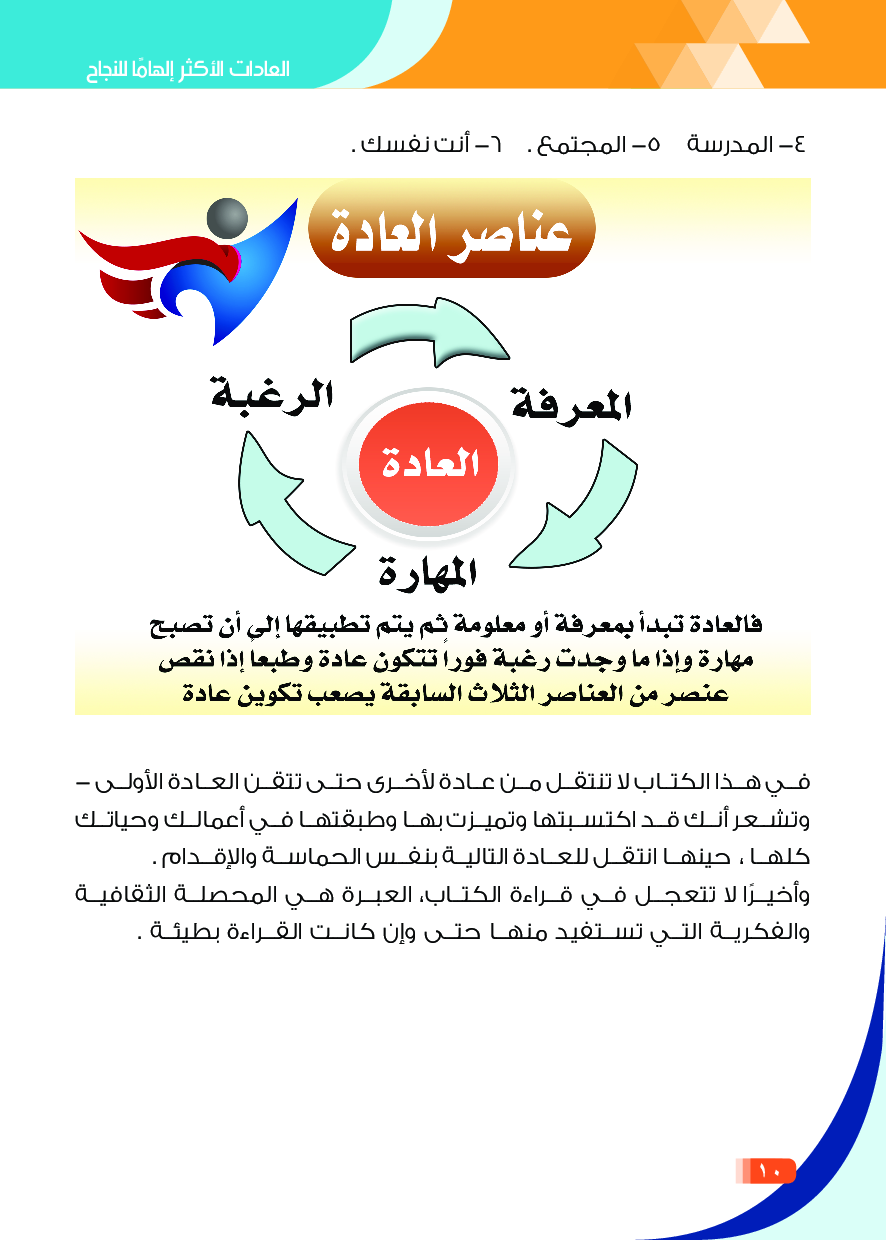 العادات الأكثر إلهامًا للنجاح
٤- المدرسة ٥- المجتمع . ٦- أنت نفسك .
عناصر العادة
الرغبة
المعرفة
العادة
المهارة
فالعادة تبدأ بمعرفة أو معلومة ثم يتم تطبيقها إلى أن تصبح
مهارة وإذا ما وجدت رغبة فوراً تتكون عادة وطبعا إذا نقص
عنصر من العناصر الثلاث السابقة يصعب تكوين عادة
في هذا الكتاب لا تنتقل من عادة لأخرى حتى تتقن العادة الأولى -
وتشعر أنك قد اكتسبتها وتميزت بها وطبقتها في أعمالك وحياتك
كلها ، حينها انتقل للعادة التالية بنفس الحماسة والإقدام .
وأخيرًا لا تتعجل في قراءة الكتاب، العبرة هي المحصلة الثقافية
والفكرية التي تستفيد منها حتى وإن كانت القراءة بطيئة .
١٠